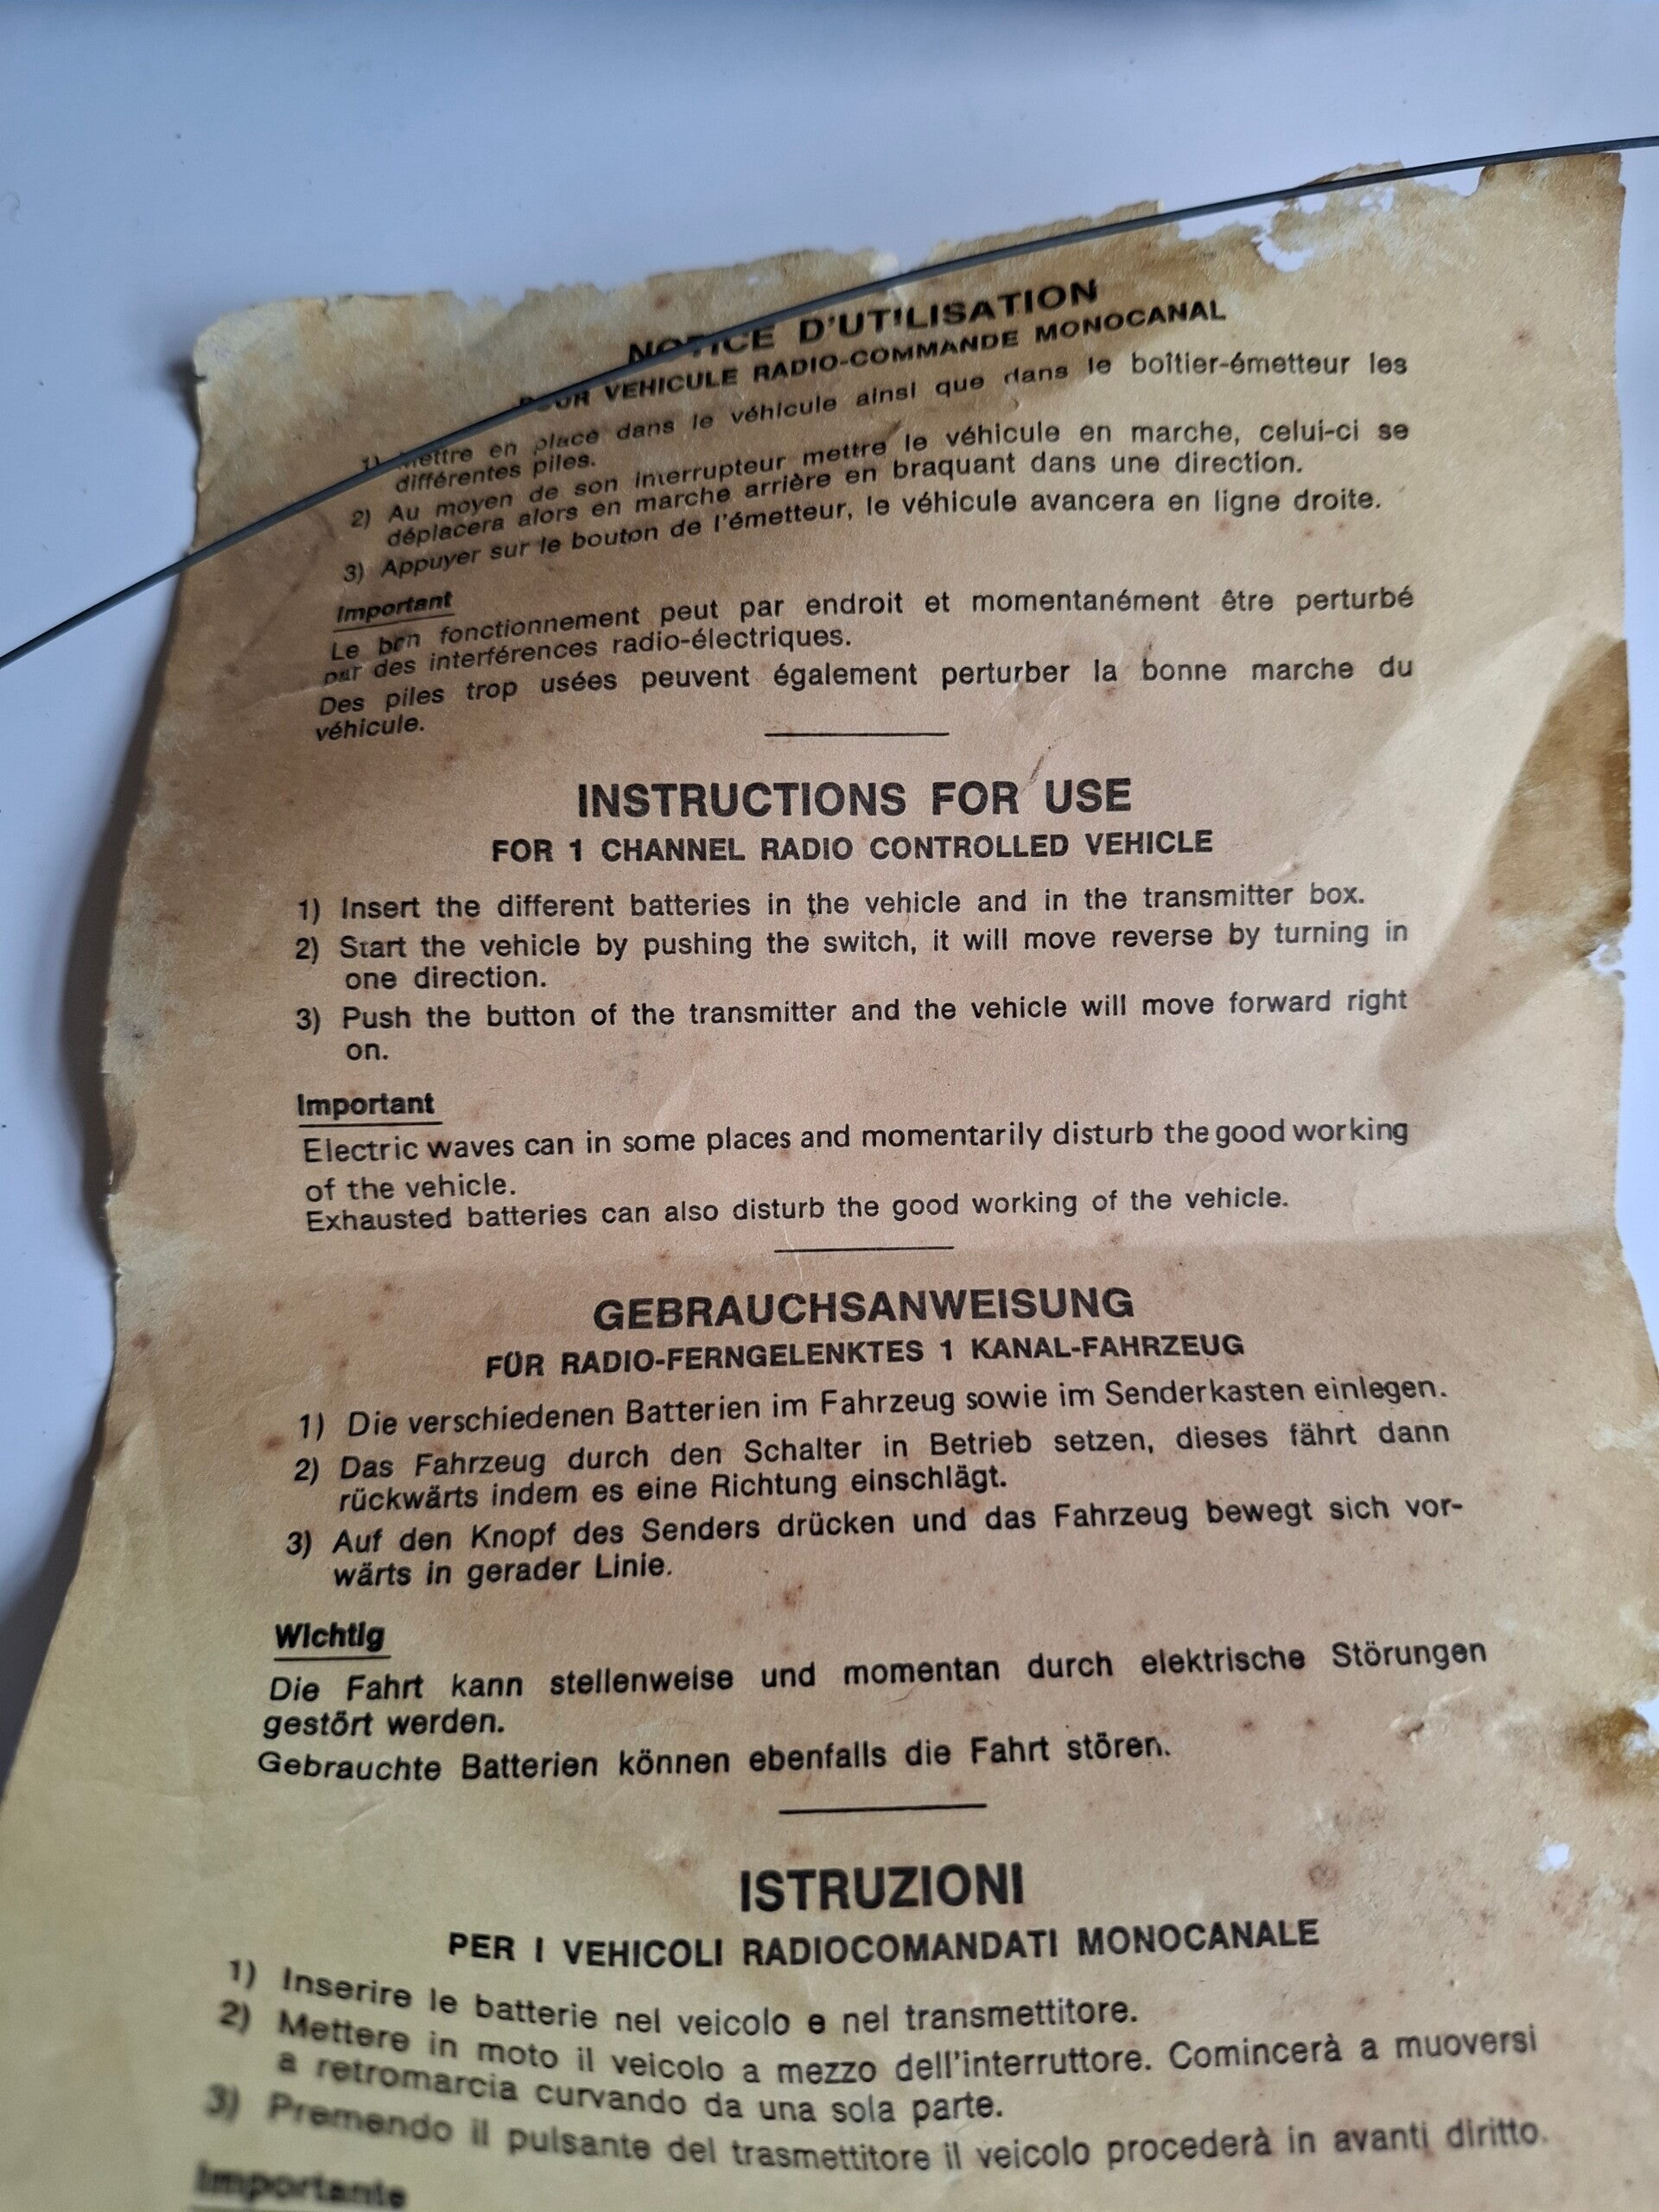 NOTICE D'UTILISATION
POUR VEHICULE RADIO-COMMANDE MONOCANAL
1) Mettre en place dans le véhicule ainsi que dans le boîtier-émetteur les
différentes piles.
2) Au moyen de son interrupteur mettre le véhicule en marche, celui-ci se
déplacera alors en marche arrière en braquant dans une direction.
3) Appuyer sur le bouton de l'émetteur, le véhicule avancera en ligne droite.
Important
Le bon fonctionnement peut par endroit et momentanément être perturbé
par des interférences radio-électriques.
Des piles trop usées peuvent également perturber la bonne marche du
véhicule.
INSTRUCTIONS FOR USE
FOR 1 CHANNEL RADIO CONTROLLED VEHICLE
1) Insert the different batteries in the vehicle and in the transmitter box.
2) Start the vehicle by pushing the switch, it will move reverse by turning in
one direction.
3) Push the button of the transmitter and the vehicle will move forward right
on.
Important
Electric waves can in some places and momentarily disturb the good working
of the vehicle.
Exhausted batteries can also disturb the good working of the vehicle.
GEBRAUCHSANWEISUNG
FÜR RADIO-FERNGELENKTES 1 KANAL-FAHRZEUG
1) Die verschiedenen Batterien im Fahrzeug sowie im Senderkasten einlegen.
2) Das Fahrzeug durch den Schalter in Betrieb setzen, dieses fährt dann
rückwärts indem es eine Richtung einschlägt.
3) Auf den Knopf des Senders drücken und das Fahrzeug bewegt sich vor-
wärts in gerader Linie.
Wichtig
Die Fahrt kann stellenweise und momentan durch elektrische Störungen
gestört werden.
Gebrauchte Batterien können ebenfalls die Fahrt stören.
ISTRUZIONI
PER I VEHICOLI RADIOCOMANDATI MONOCANALE
1) Inserire le batterie nel veicolo e nel transmettitore.
2) Mettere in moto il veicolo a mezzo dell'interruttore. Comincerà a muoversi
a retromarcia curvando da una sola parte.
3) Premendo il pulsante del trasmettitore il veicolo procederà in avanti diritto.
Importante